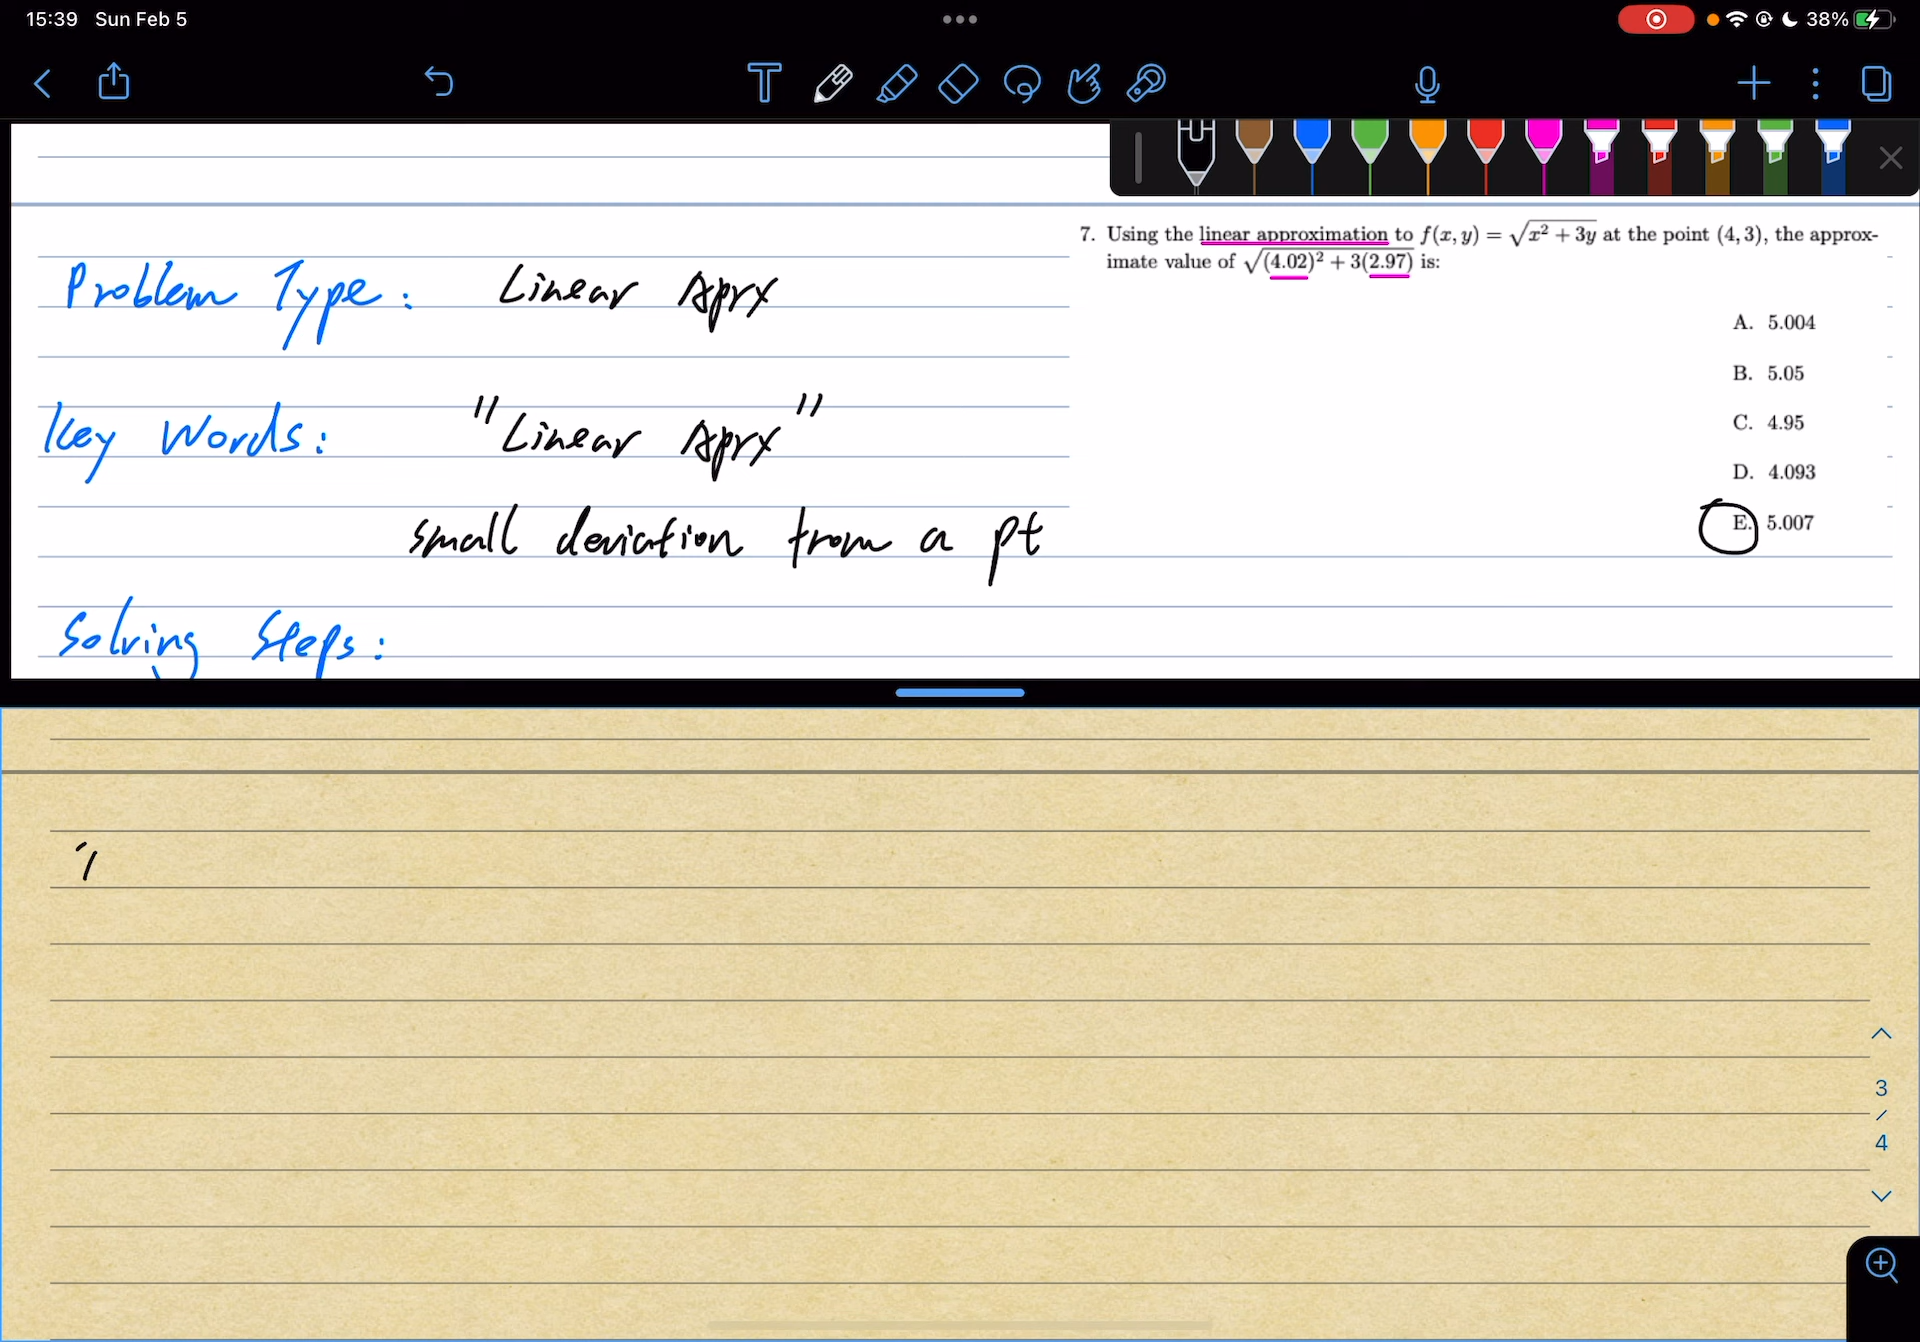 15:39 Sun Feb 5
38%
7. Using the linear approximation to f(x, y) = √x² + 3y at the point (4, 3), the approx-
imate value of √(4.02)² + 3(2.97) is:
A. 5.004
B. 5.05
C. 4.95
D. 4.093
E. 5.007
Problem Type: Linear Aprx
Key Words: "Linear Aprx"
small deviation from a pt
Solving Steps:
3
/
4